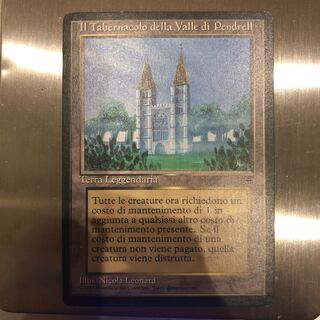 Il Tabernacolo della Valle di Pendrell
Terra Leggendaria
Tutte le creature ora richiedono un
costo di mantenimento di 1 in
aggiunta a qualsiasi altro costo di
mantenimento presente. Se il
costo di mantenimento di una
creatura non viene pagato, quella
creatura viene distrutta.
Illus. Nicola Leonard